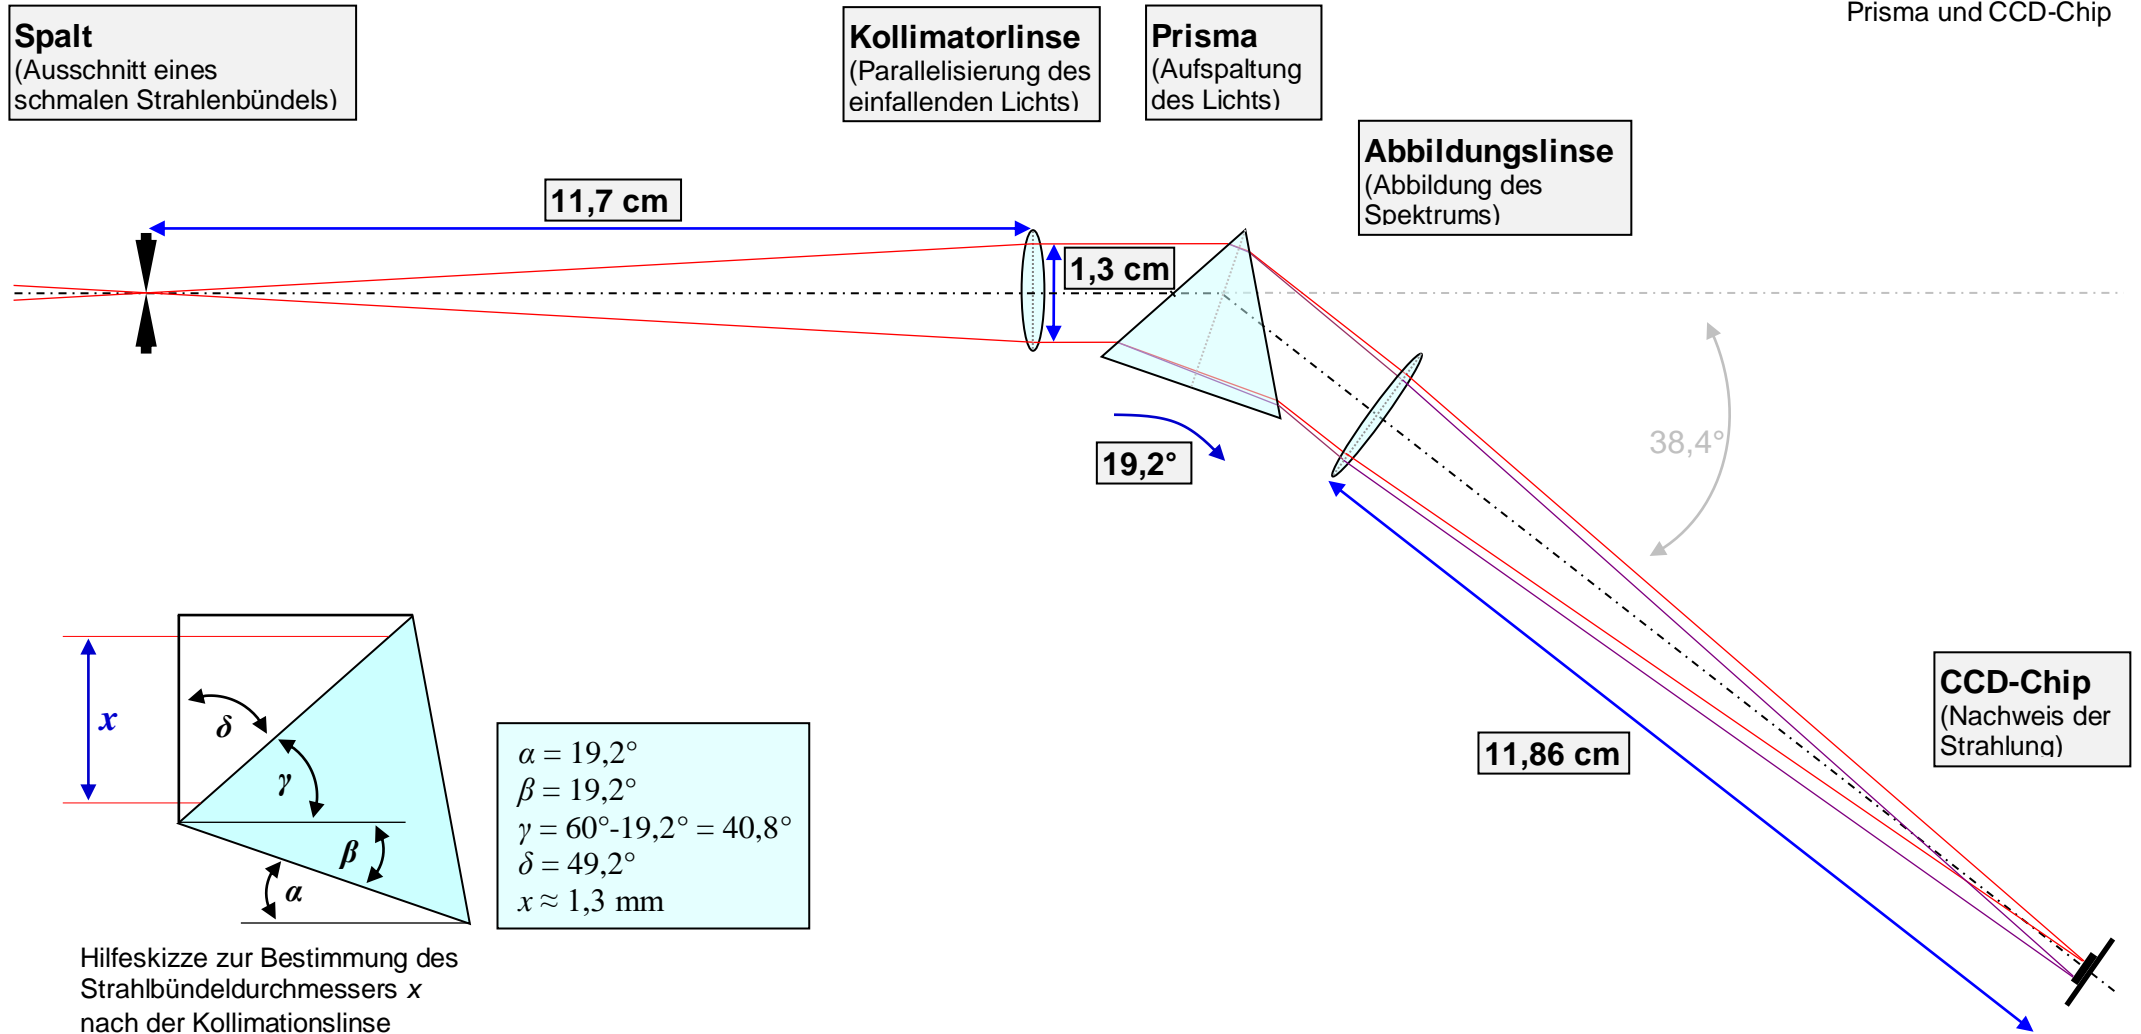 Prisma und CCD-Chip
Spalt
(Ausschnitt eines
schmalen Strahlenbündels)
Kollimatorlinse
(Parallelisierung des
einfallenden Lichts)
Prisma
(Aufspaltung
des Lichts)
Abbildungslinse
(Abbildung des
Spektrums)
11,7 cm
1,3 cm
19,2°
38,4°
11,86 cm
CCD-Chip
(Nachweis der
Strahlung)
x
δ
γ
β
α
α = 19,2°
β = 19,2°
γ = 60°-19,2° = 40,8°
δ = 49,2°
x ≈ 1,3 mm
Hilfeskizze zur Bestimmung des
Strahlbündeldurchmessers x
nach der Kollimationslinse